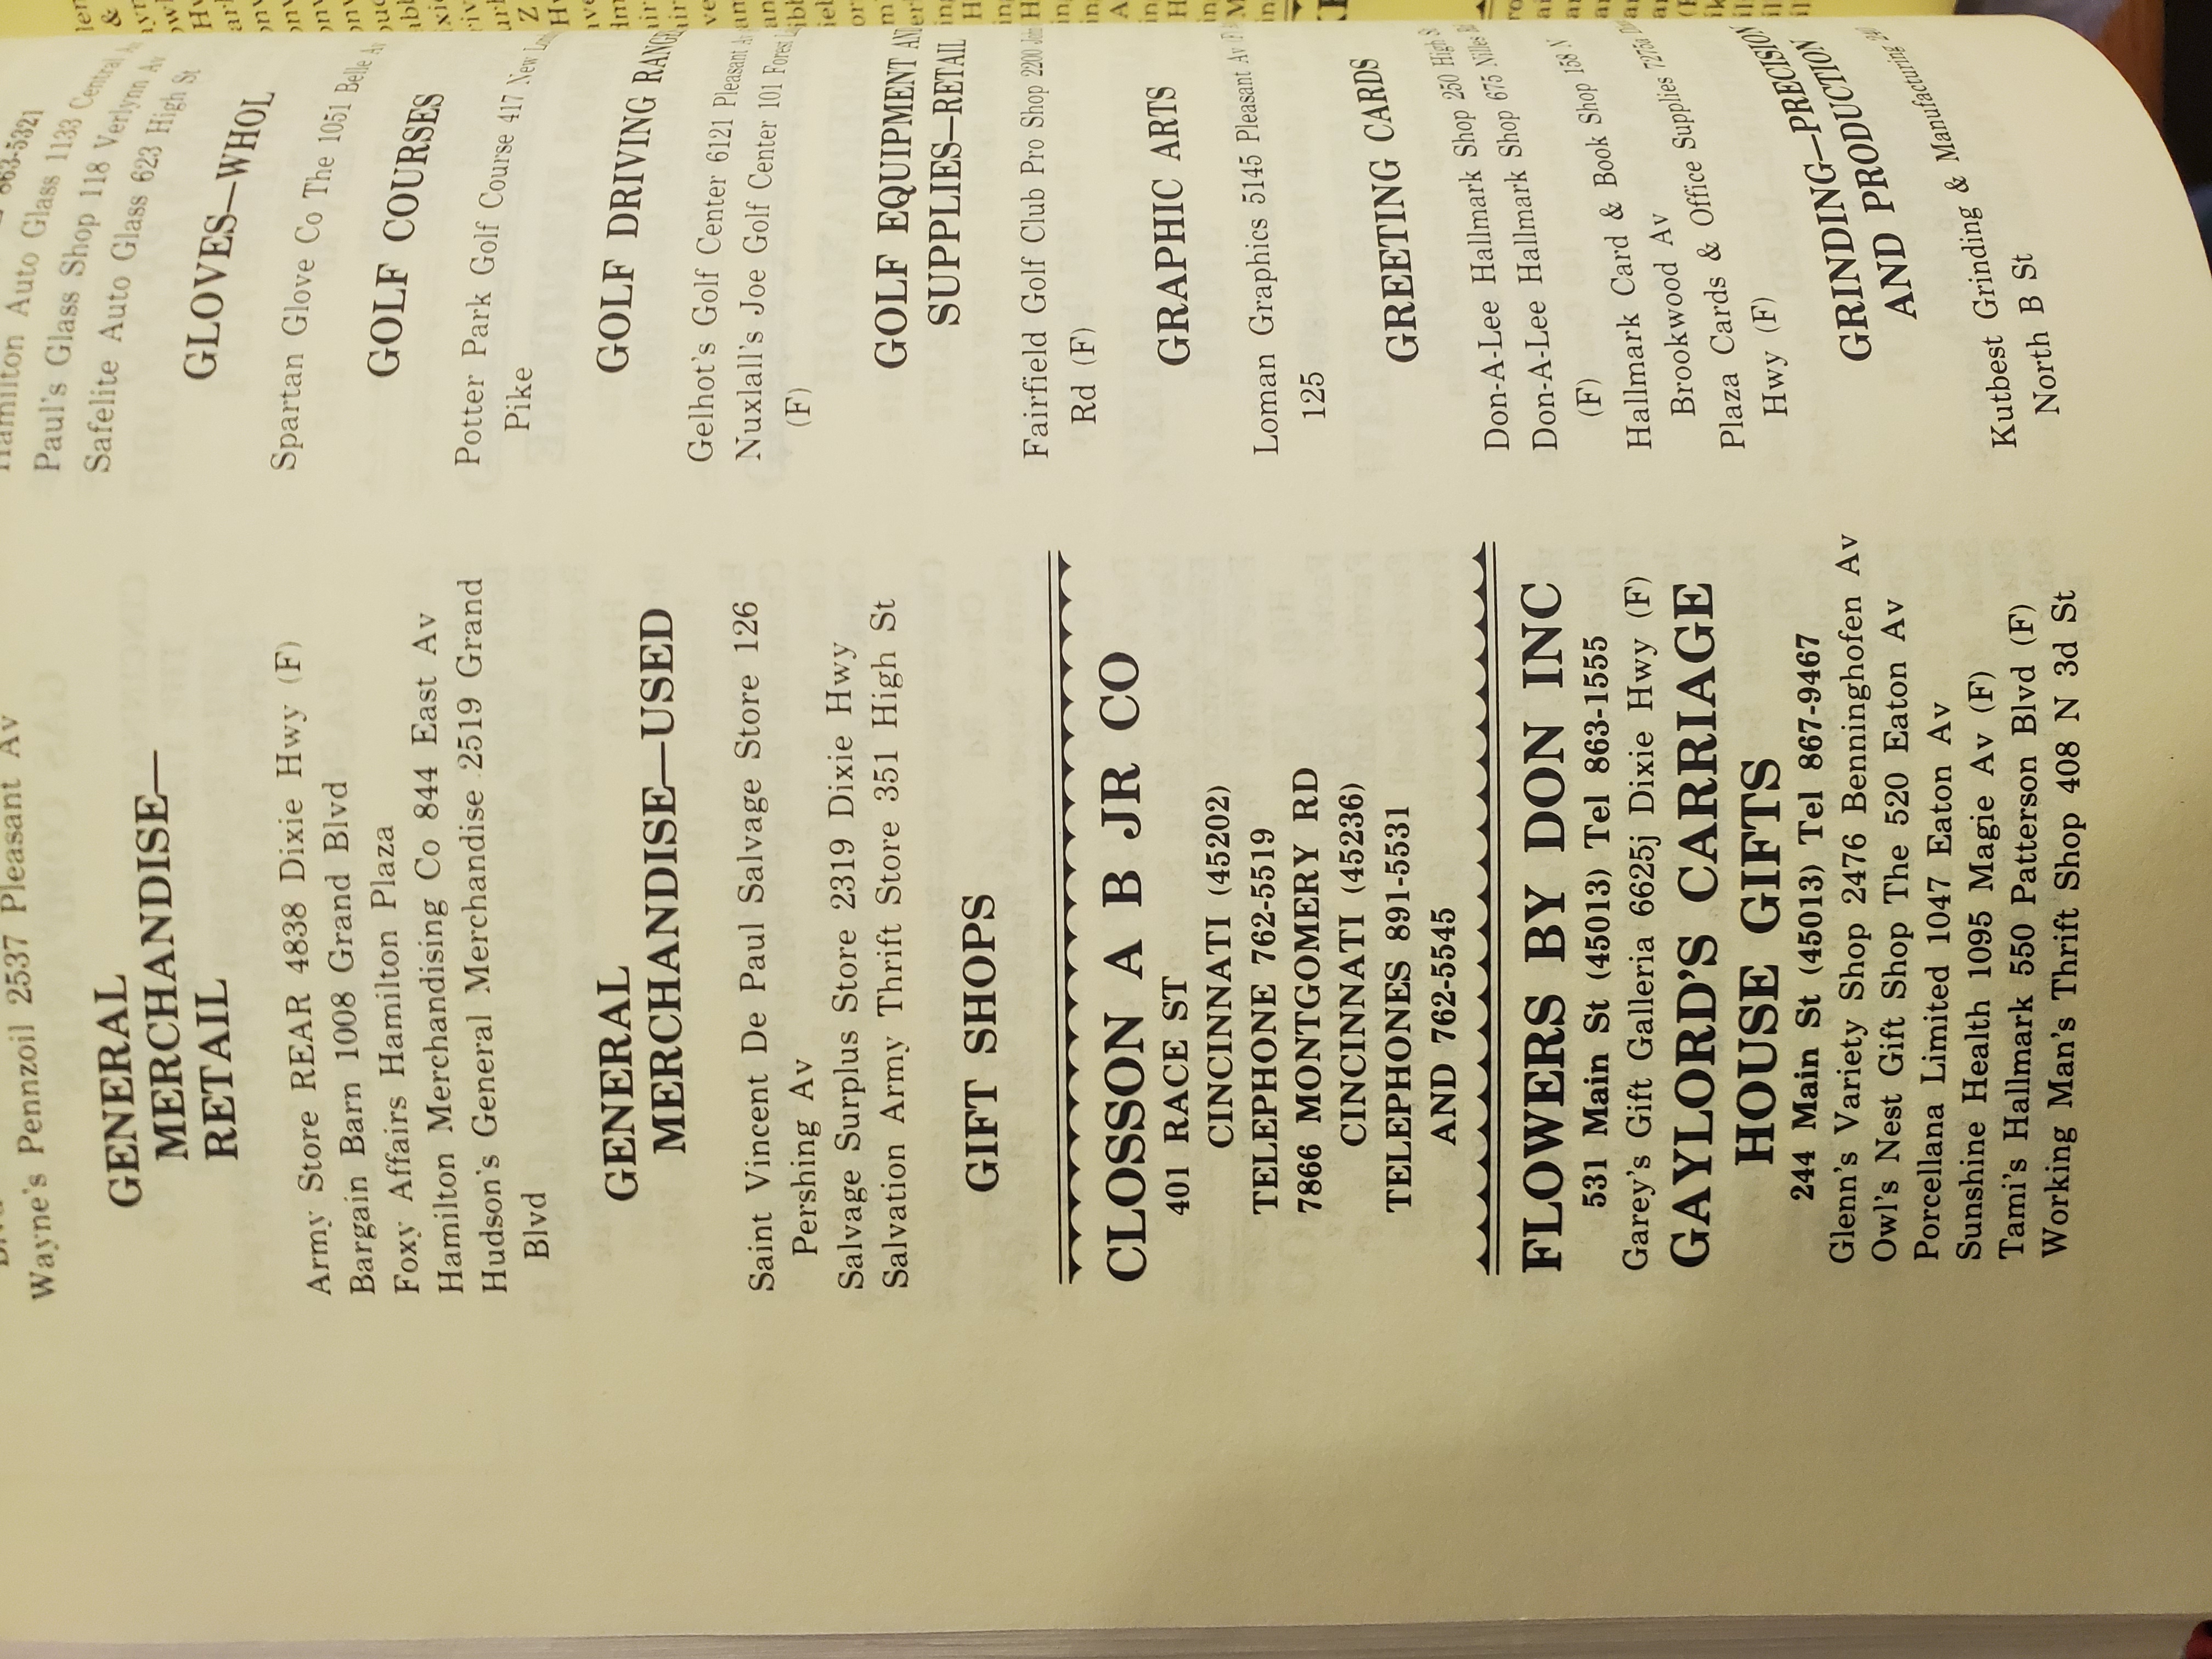 Wayne's Pennzoil 2537 Pleasant Av
GENERAL
MERCHANDISE—
RETAIL
Army Store REAR 4838 Dixie Hwy (F)
Bargain Barn 1008 Grand Blvd
Foxy Affairs Hamilton Plaza
Hamilton Merchandising Co 844 East Av
Hudson's General Merchandise 2519 Grand
Blvd
GENERAL
MERCHANDISE—USED
Saint Vincent De Paul Salvage Store 126
Pershing Av
Salvage Surplus Store 2319 Dixie Hwy
Salvation Army Thrift Store 351 High St
GIFT SHOPS
CLOSSON A B JR CO
401 RACE ST
CINCINNATI (45202)
TELEPHONE 762-5519
7866 MONTGOMERY RD
CINCINNATI (45236)
TELEPHONES 891-5531
AND 762-5545
FLOWERS BY DON INC
531 Main St (45013) Tel 863-1555
Garey's Gift Galleria 6625j Dixie Hwy (F)
GAYLORD'S CARRIAGE
HOUSE GIFTS
244 Main St (45013) Tel 867-9467
Glenn's Variety Shop 2476 Benninghofen Av
Owl's Nest Gift Shop The 520 Eaton Av
Porcellana Limited 1047 Eaton Av
Sunshine Health 1095 Magie Av (F)
Tami's Hallmark 550 Patterson Blvd (F)
Working Man's Thrift Shop 408 N 3d St
863-5321
Hamilton Auto Glass 1133 Central Av
Paul's Glass Shop 118 Verlynn Av
Safelite Auto Glass 623 High St
GLOVES—WHOL
Spartan Glove Co The 1051 Belle Av
GOLF COURSES
Potter Park Golf Course 417 New
Pike
GOLF DRIVING
Gelhot's Golf Center 6121 Pleasant Av
Nuxlall's Joe Golf Center 101 Forest
(F)
GOLF EQUIPMENT AND
SUPPLIES—RETAIL
Fairfield Golf Club Pro Shop 2200
Rd (F)
GRAPHIC ARTS
Loman Graphics 5145 Pleasant Av
125
GREETING CARDS
Don-A-Lee Hallmark Shop 250 High St
Don-A-Lee Hallmark Shop 675 Nilles
(F)
Hallmark Card & Book Shop 158 N
Brookwood Av
Plaza Cards & Office Supplies 7276a
Hwy (F)
GRINDING—PRECISION
AND PRODUCTION
Kutbest Grinding & Manufacturing
North B St